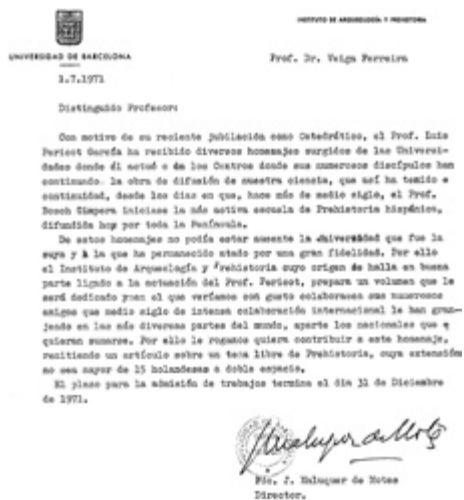 INSTITUTO DE ARQUEOLOGÍA Y PREHISTORIA
UNIVERSIDAD DE BARCELONA
Prof. Dr. Veiga Ferreira
1.7.1971
Distinguido Profesor:
Con motivo de su reciente jubilación como Catedrático, el Prof. Luis
Pericot García ha recibido diversos homenajes surgidos de las Universi-
dades donde él actuó o de los Centros donde sus numerosos discípulos han
continuado la obra de difusión de nuestra ciencia, que así ha tenido
continuidad, desde los días en que, hace más de medio siglo, el Prof.
Bosch Gimpera iniciase la más activa escuela de Prehistoria hispánica,
difundida hoy por toda la Península.
De estos homenajes no podía estar ausente la Universidad que fue la
suya y a la que ha permanecido atado por una gran fidelidad. Por ello
el Instituto de Arqueología y Prehistoria cuyo origen se halla en buena
parte ligado a la actuación del Prof. Pericot, prepara un volumen que le
será dedicado y en el que veríamos con gusto colaborasen sus numerosos
amigos que medio siglo de intensa colaboración internacional le han gran-
jeado en las más diversas partes del mundo, aparte los nacionales que
quieran sumarse. Por ello le rogamos quiera contribuir a este homenaje,
remitiendo un artículo sobre un tema libre de Prehistoria, cuya extensión
no sea mayor de 15 holandesas a doble espacio.
El plazo para la admisión de trabajos termina el día 31 de Diciembre
de 1971.
Fdo. J. Maluquer de Motes
Director.